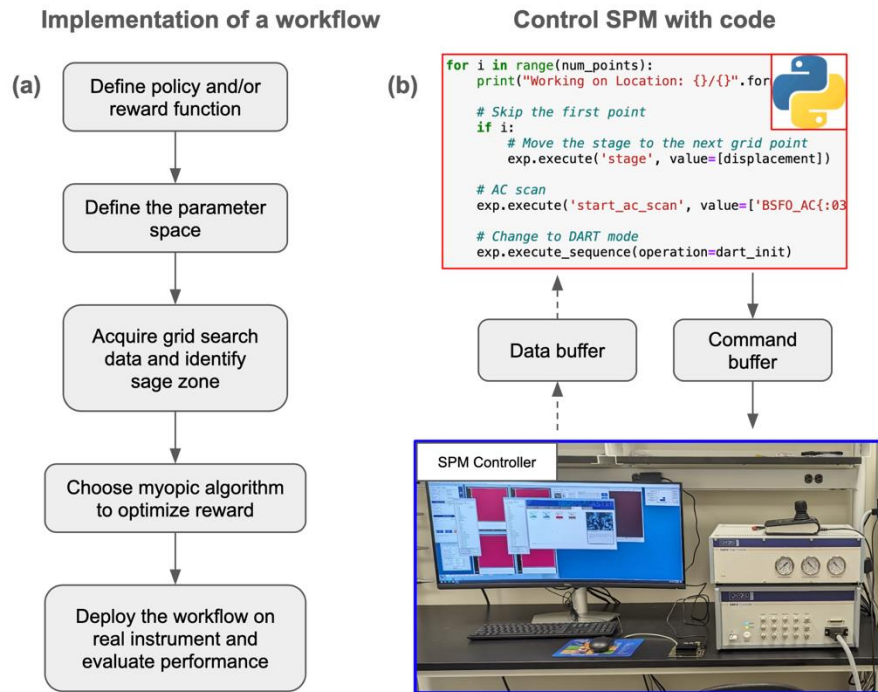 Implementation of a workflow
(a)
Define policy and/or
reward function
Define the parameter
space
Acquire grid search
data and identify
sage zone
Choose myopic algorithm
to optimize reward
Deploy the workflow on
real instrument and
evaluate performance
Control SPM with code
(b)
for i in range(num_points):
print("Working on Location: {}/{}".for
# Skip the first point
if i:
# Move the stage to the next grid point
exp.execute('stage', value=[displacement])
# AC scan
exp.execute('start_ac_scan', value=['BSFO_AC{:03
# Change to DART mode
exp.execute_sequence(operation=dart_init)
Data buffer
Command
buffer
SPM Controller